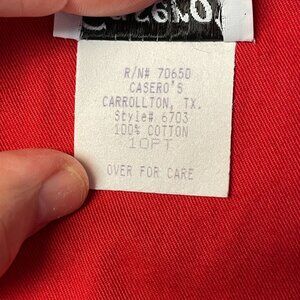 R/N# 70650
CASERO'S
CARROLLTON, TX.
Style# 6703
100% COTTON
10PT
OVER FOR CARE